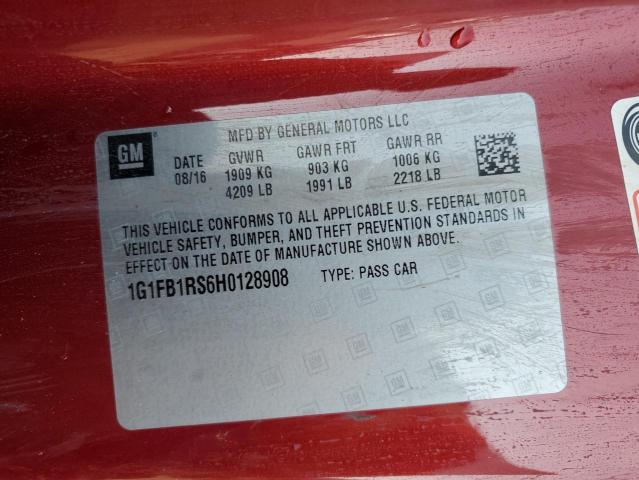 GM
MFD BY GENERAL MOTORS LLC
DATE GVWR GAWR FRT GAWR RR
08/16 1909 KG 903 KG 1006 KG
4209 LB 1991 LB 2218 LB
THIS VEHICLE CONFORMS TO ALL APPLICABLE U.S. FEDERAL MOTOR
VEHICLE SAFETY, BUMPER, AND THEFT PREVENTION STANDARDS IN
EFFECT ON THE DATE OF MANUFACTURE SHOWN ABOVE.
1G1FB1RS6H0128908 TYPE: PASS CAR